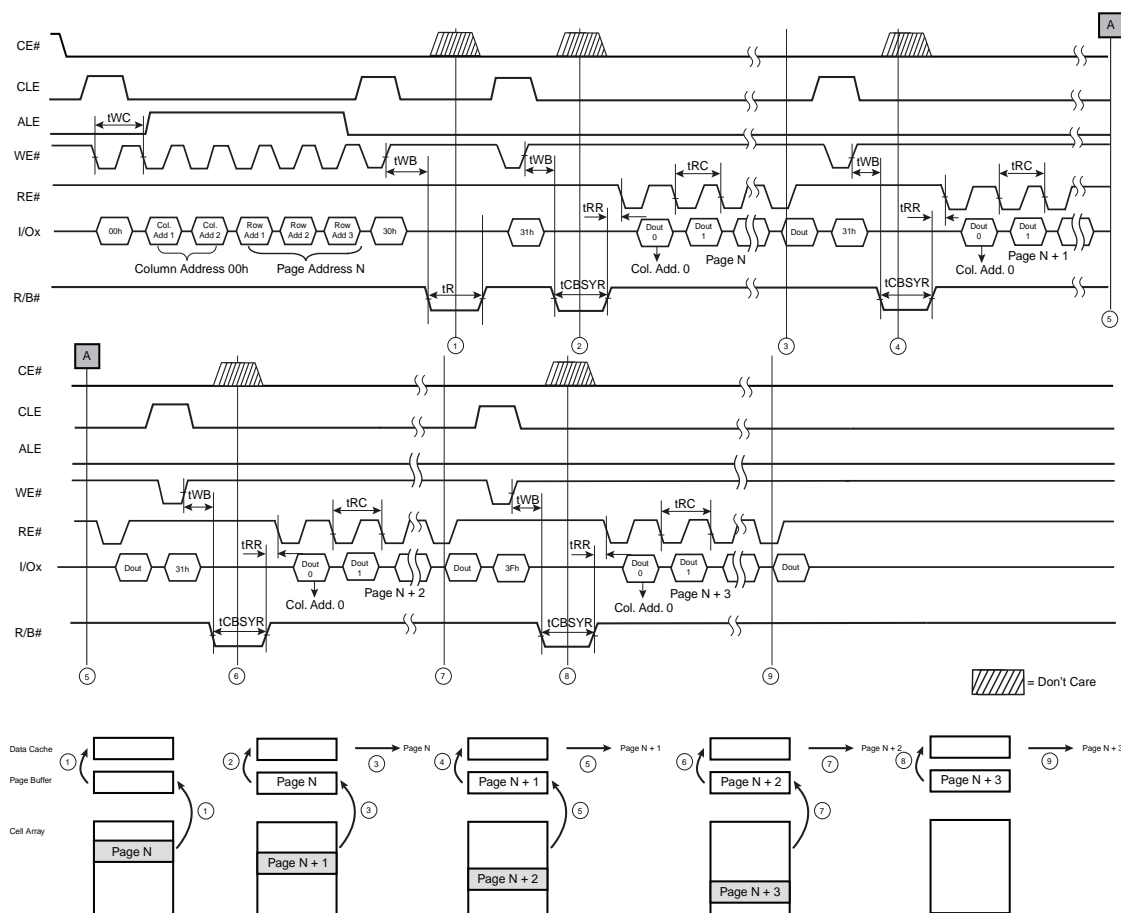 A
CE#
CLE
ALE
tWC
WE#
tWB
tWB
tWB
tRC
tRC
RE#
tRR
tRR
I/Ox
00h
Col. Add 1
Col. Add 2
Row Add 1
Row Add 2
Row Add 3
30h
31h
Dout 0
Dout 1
Dout
31h
Dout 0
Dout 1
Column Address 00h
Page Address N
Col. Add. 0
Page N
Col. Add. 0
Page N + 1
R/B#
tR
tCBSYR
tCBSYR
1
2
3
4
5
A
CE#
CLE
ALE
WE#
tWB
tWB
tRC
tRC
RE#
tRR
tRR
I/Ox
Dout
31h
Dout 0
Dout 1
Dout
3Fh
Dout 0
Dout 1
Dout
Col. Add. 0
Page N + 2
Col. Add. 0
Page N + 3
R/B#
tCBSYR
tCBSYR
5
6
7
8
9
= Don't Care
Data Cache
1
2
3
Page N
4
5
Page N + 1
6
7
Page N + 2
8
9
Page N + 3
Page Buffer
Page N
Page N + 1
Page N + 2
Page N + 3
1
3
5
7
Cell Array
Page N
Page N + 1
Page N + 2
Page N + 3